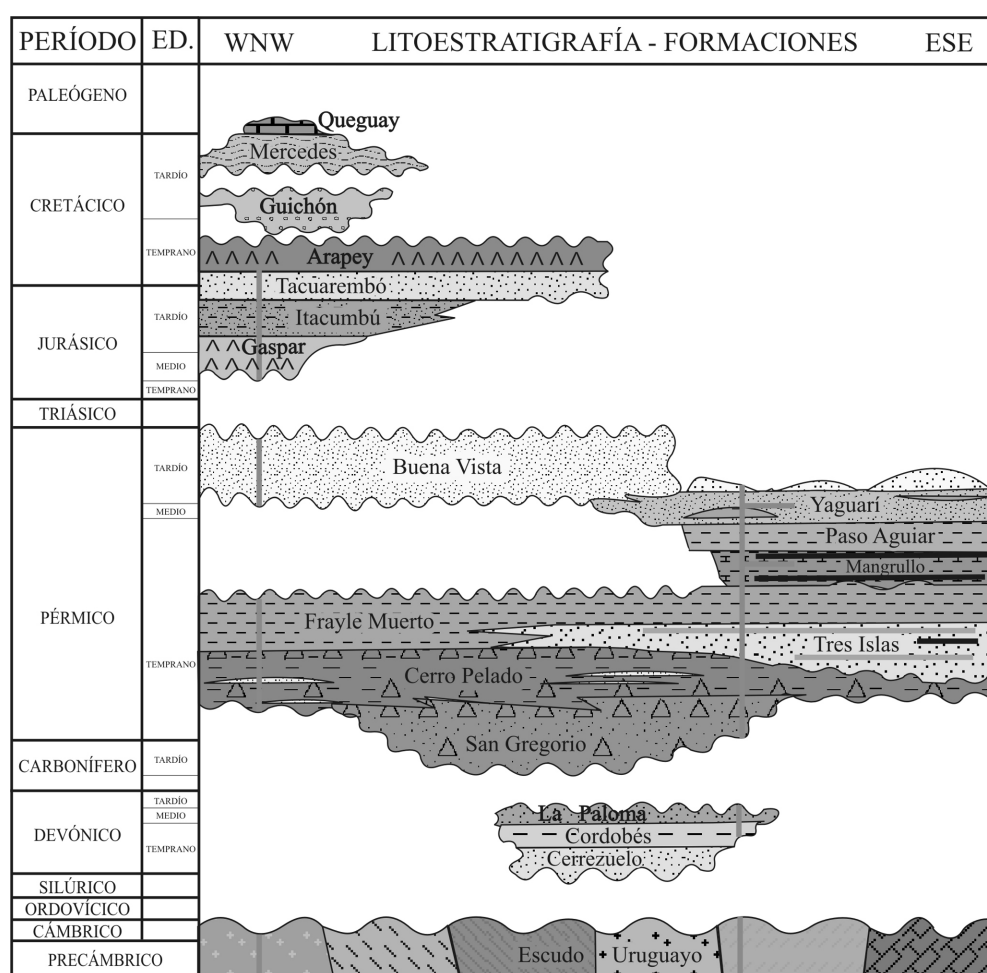 PERÍODO ED. WNW LITOESTRATIGRAFÍA - FORMACIONES ESE
PALEÓGENO
Queguay
Mercedes
TARDÍO
CRETÁCICO
Guichón
TEMPRANO
Arapey
Tacuarembó
TARDÍO
Itacumbú
JURÁSICO
Gaspar
MEDIO
TEMPRANO
TRIÁSICO
TARDÍO
Buena Vista
MEDIO
Yaguarí
Paso Aguiar
Mangrullo
PÉRMICO
Frayle Muerto
Tres Islas
TEMPRANO
Cerro Pelado
San Gregorio
CARBONÍFERO
TARDÍO
TARDÍO
La Paloma
MEDIO
DEVÓNICO
Cordobés
TEMPRANO
Cerrezuelo
SILÚRICO
ORDOVÍCICO
CÁMBRICO
PRECÁMBRICO
Escudo Uruguayo